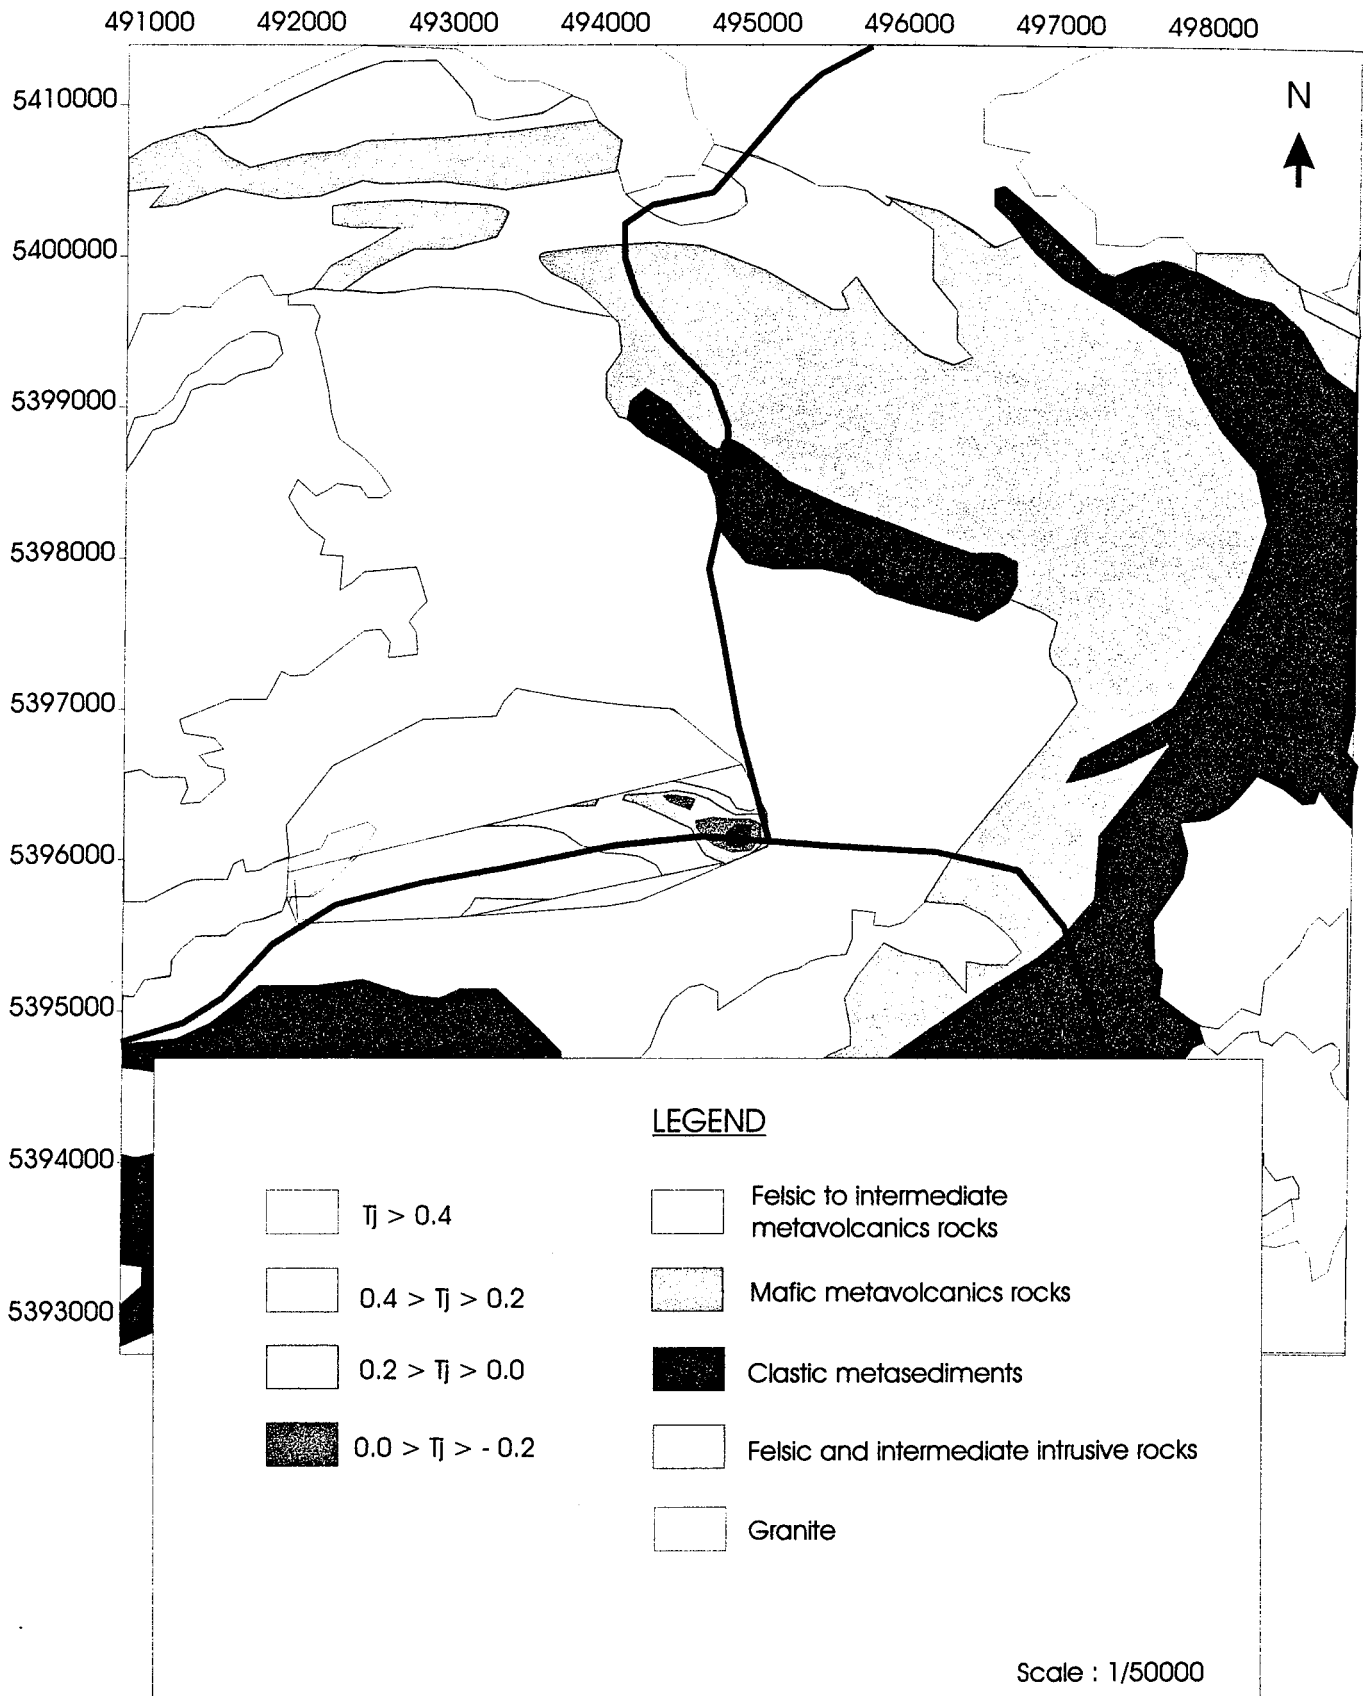 491000 492000 493000 494000 495000 496000 497000 498000
5410000
N
5400000
5399000
5398000
5397000
5396000
5395000
5394000
5393000
LEGEND
Tj > 0.4
0.4 > Tj > 0.2
0.2 > Tj > 0.0
0.0 > Tj > - 0.2
Felsic to intermediate
metavolcanics rocks
Mafic metavolcanics rocks
Clastic metasediments
Felsic and intermediate intrusive rocks
Granite
Scale : 1/50000